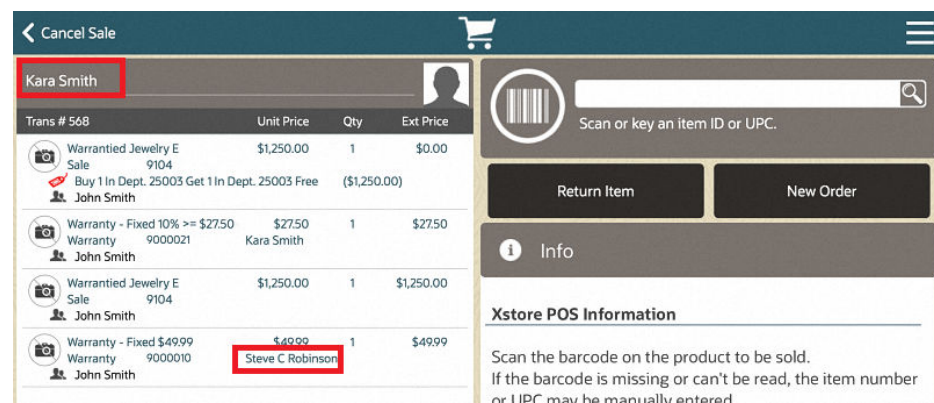 Cancel Sale
Kara Smith
Trans # 568 Unit Price Qty Ext Price
Warrantied Jewelry E $1,250.00 1 $0.00
Sale 9104
Buy 1 In Dept. 25003 Get 1 In Dept. 25003 Free ($1,250.00)
John Smith
Warranty - Fixed 10% >= $27.50 $27.50 1 $27.50
Warranty 9000021 Kara Smith
John Smith
Warrantied Jewelry E $1,250.00 1 $1,250.00
Sale 9104
John Smith
Warranty - Fixed $49.99 $49.99 1 $49.99
Warranty 9000010 Steve C Robinson
John Smith
Scan or key an item ID or UPC.
Return Item New Order
Info
Xstore POS Information
Scan the barcode on the product to be sold.
If the barcode is missing or can't be read, the item number
or UPC may be manually entered